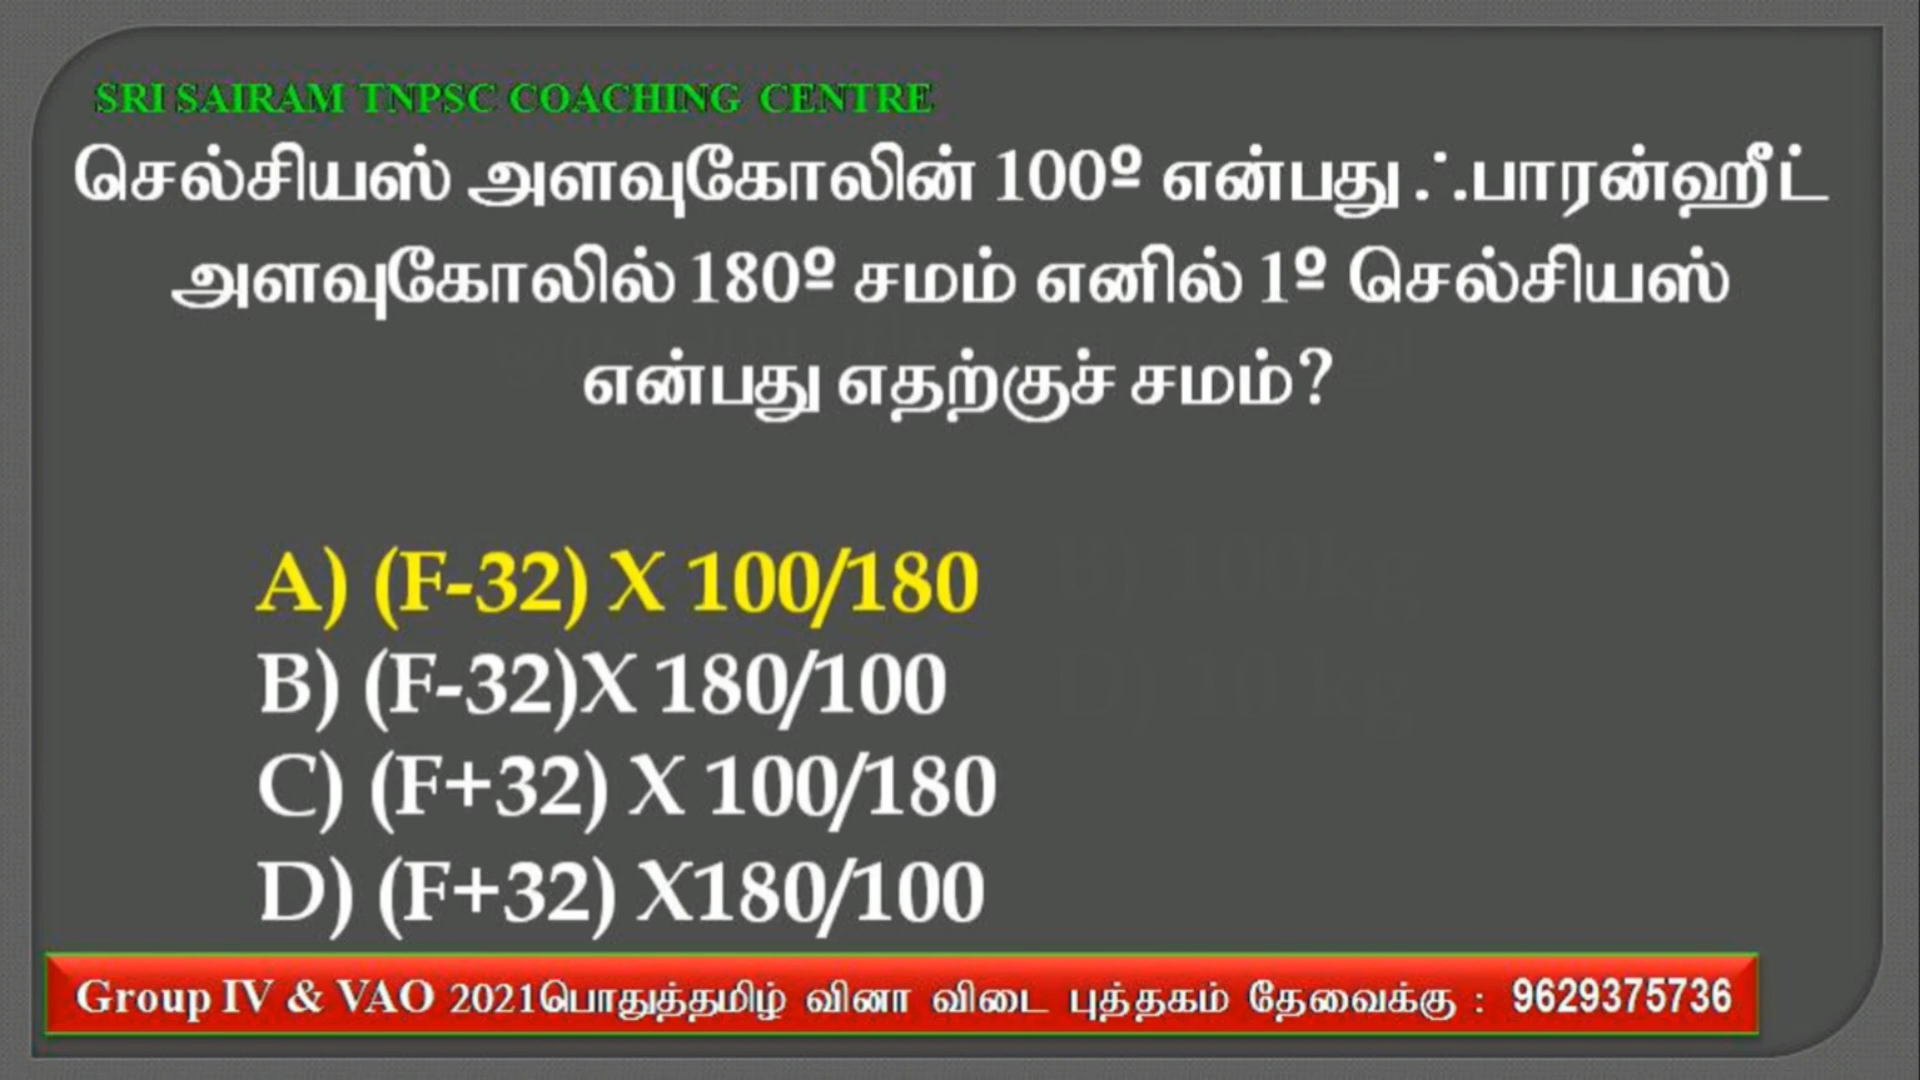 SRI SAIRAM TNPSC COACHING CENTRE
செல்சியஸ் அளவுகோலின் 100º என்பது ஃபாரன்ஹீட்
அளவுகோலில் 180º சமம் எனில் 1º செல்சியஸ்
என்பது எதற்குச் சமம்?
A) (F-32) X 100/180
B) (F-32)X 180/100
C) (F+32) X 100/180
D) (F+32) X180/100
Group IV & VAO 2021பொதுத்தமிழ் வினா விடை புத்தகம் தேவைக்கு : 9629375736